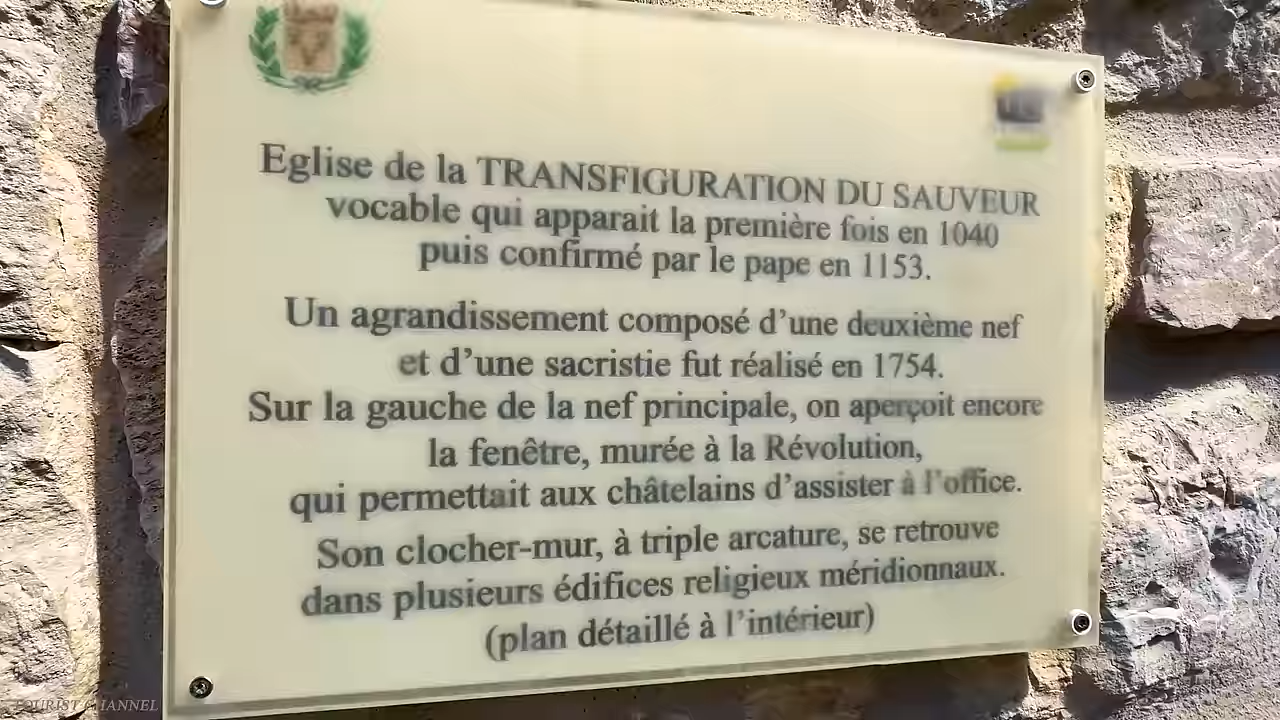 Eglise de la TRANSFIGURATION DU SAUVEUR
vocable qui apparait la première fois en 1040
puis confirmé par le pape en 1153.
Un agrandissement composé d'une deuxième nef
et d'une sacristie fut réalisé en 1754.
Sur la gauche de la nef principale, on aperçoit encore
la fenêtre, murée à la Révolution,
qui permettait aux châtelains d'assister à l'office.
Son clocher-mur, à triple arcature, se retrouve
dans plusieurs édifices religieux méridionnaux.
(plan détaillé à l'intérieur)
TOURIST CHANNEL